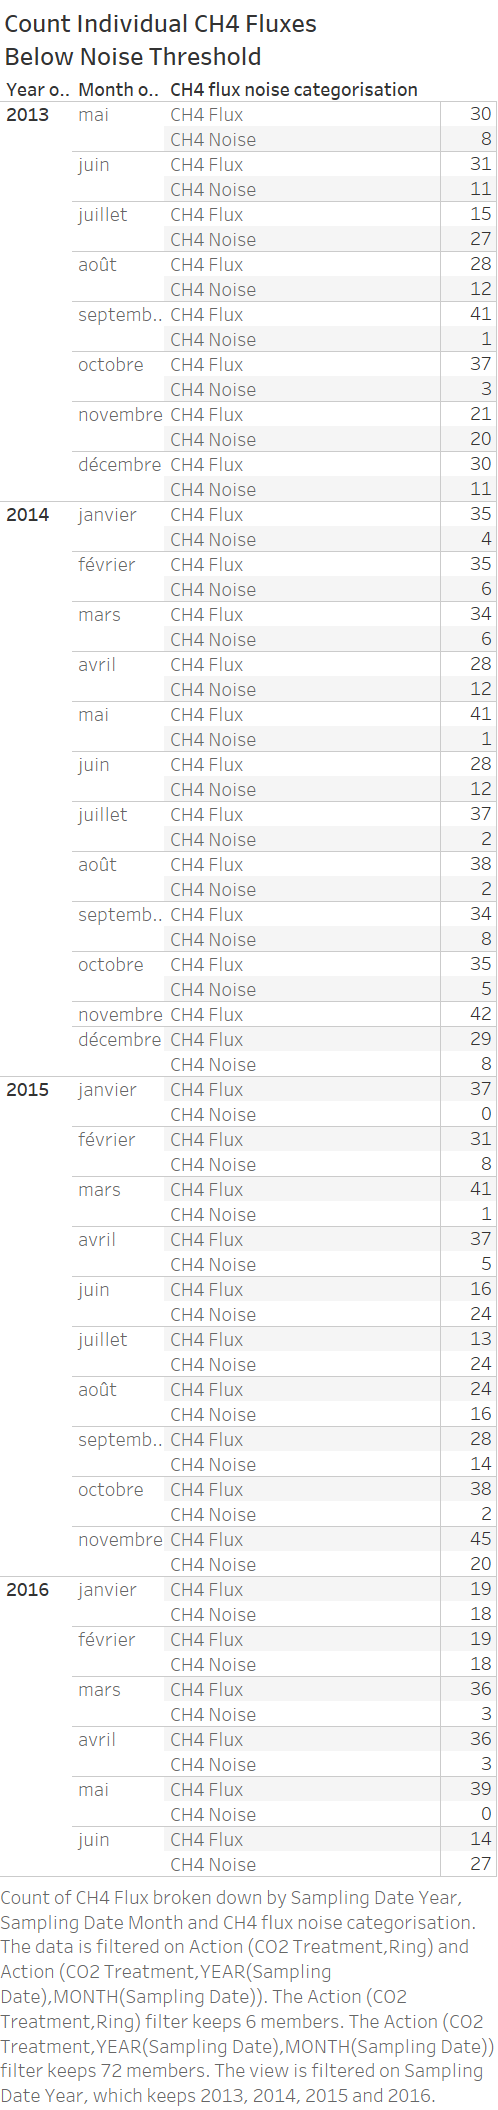 Count Individual CH4 Fluxes
Below Noise Threshold
Year o.. Month o.. CH4 flux noise categorisation
2013 mai CH4 Flux 30
CH4 Noise 8
juin CH4 Flux 31
CH4 Noise 11
juillet CH4 Flux 15
CH4 Noise 27
août CH4 Flux 28
CH4 Noise 12
septemb.. CH4 Flux 41
CH4 Noise 1
octobre CH4 Flux 37
CH4 Noise 3
novembre CH4 Flux 21
CH4 Noise 20
décembre CH4 Flux 30
CH4 Noise 11
2014 janvier CH4 Flux 35
CH4 Noise 4
février CH4 Flux 35
CH4 Noise 6
mars CH4 Flux 34
CH4 Noise 6
avril CH4 Flux 28
CH4 Noise 12
mai CH4 Flux 41
CH4 Noise 1
juin CH4 Flux 28
CH4 Noise 12
juillet CH4 Flux 37
CH4 Noise 2
août CH4 Flux 38
CH4 Noise 2
septemb.. CH4 Flux 34
CH4 Noise 8
octobre CH4 Flux 35
CH4 Noise 5
novembre CH4 Flux 42
décembre CH4 Flux 29
CH4 Noise 8
2015 janvier CH4 Flux 37
CH4 Noise 0
février CH4 Flux 31
CH4 Noise 8
mars CH4 Flux 41
CH4 Noise 1
avril CH4 Flux 37
CH4 Noise 5
juin CH4 Flux 16
CH4 Noise 24
juillet CH4 Flux 13
CH4 Noise 24
août CH4 Flux 24
CH4 Noise 16
septemb.. CH4 Flux 28
CH4 Noise 14
octobre CH4 Flux 38
CH4 Noise 2
novembre CH4 Flux 45
CH4 Noise 20
2016 janvier CH4 Flux 19
CH4 Noise 18
février CH4 Flux 19
CH4 Noise 18
mars CH4 Flux 36
CH4 Noise 3
avril CH4 Flux 36
CH4 Noise 3
mai CH4 Flux 39
CH4 Noise 0
juin CH4 Flux 14
CH4 Noise 27
Count of CH4 Flux broken down by Sampling Date Year,
Sampling Date Month and CH4 flux noise categorisation.
The data is filtered on Action (CO2 Treatment,Ring) and
Action (CO2 Treatment,YEAR(Sampling
Date),MONTH(Sampling Date)). The Action (CO2
Treatment,Ring) filter keeps 6 members. The Action (CO2
Treatment,YEAR(Sampling Date),MONTH(Sampling Date))
filter keeps 72 members. The view is filtered on Sampling
Date Year, which keeps 2013, 2014, 2015 and 2016.